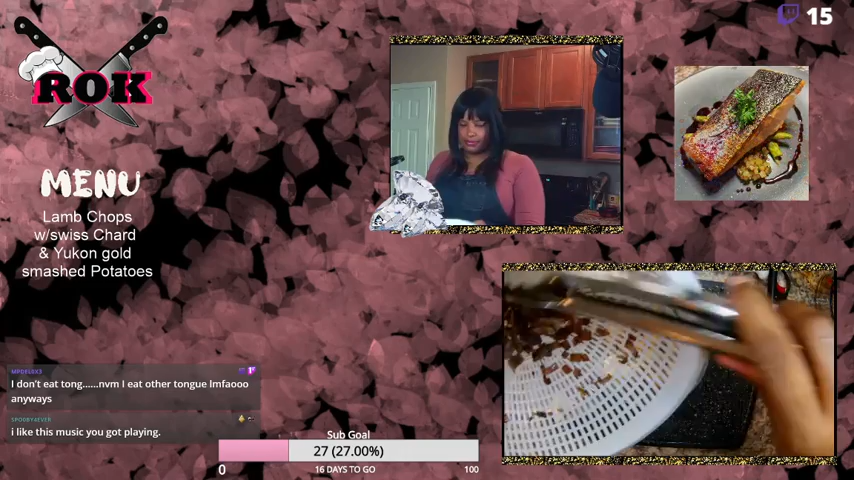 15
ROK
MENU
Lamb Chops
w/swiss Chard
& Yukon gold
smashed Potatoes
I don't eat tong......nvm I eat other tongue lmfaooo
anyways
SPOOBY4EVER
i like this music you got playing.
Sub Goal
27 (27.00%)
0
16 DAYS TO GO
100